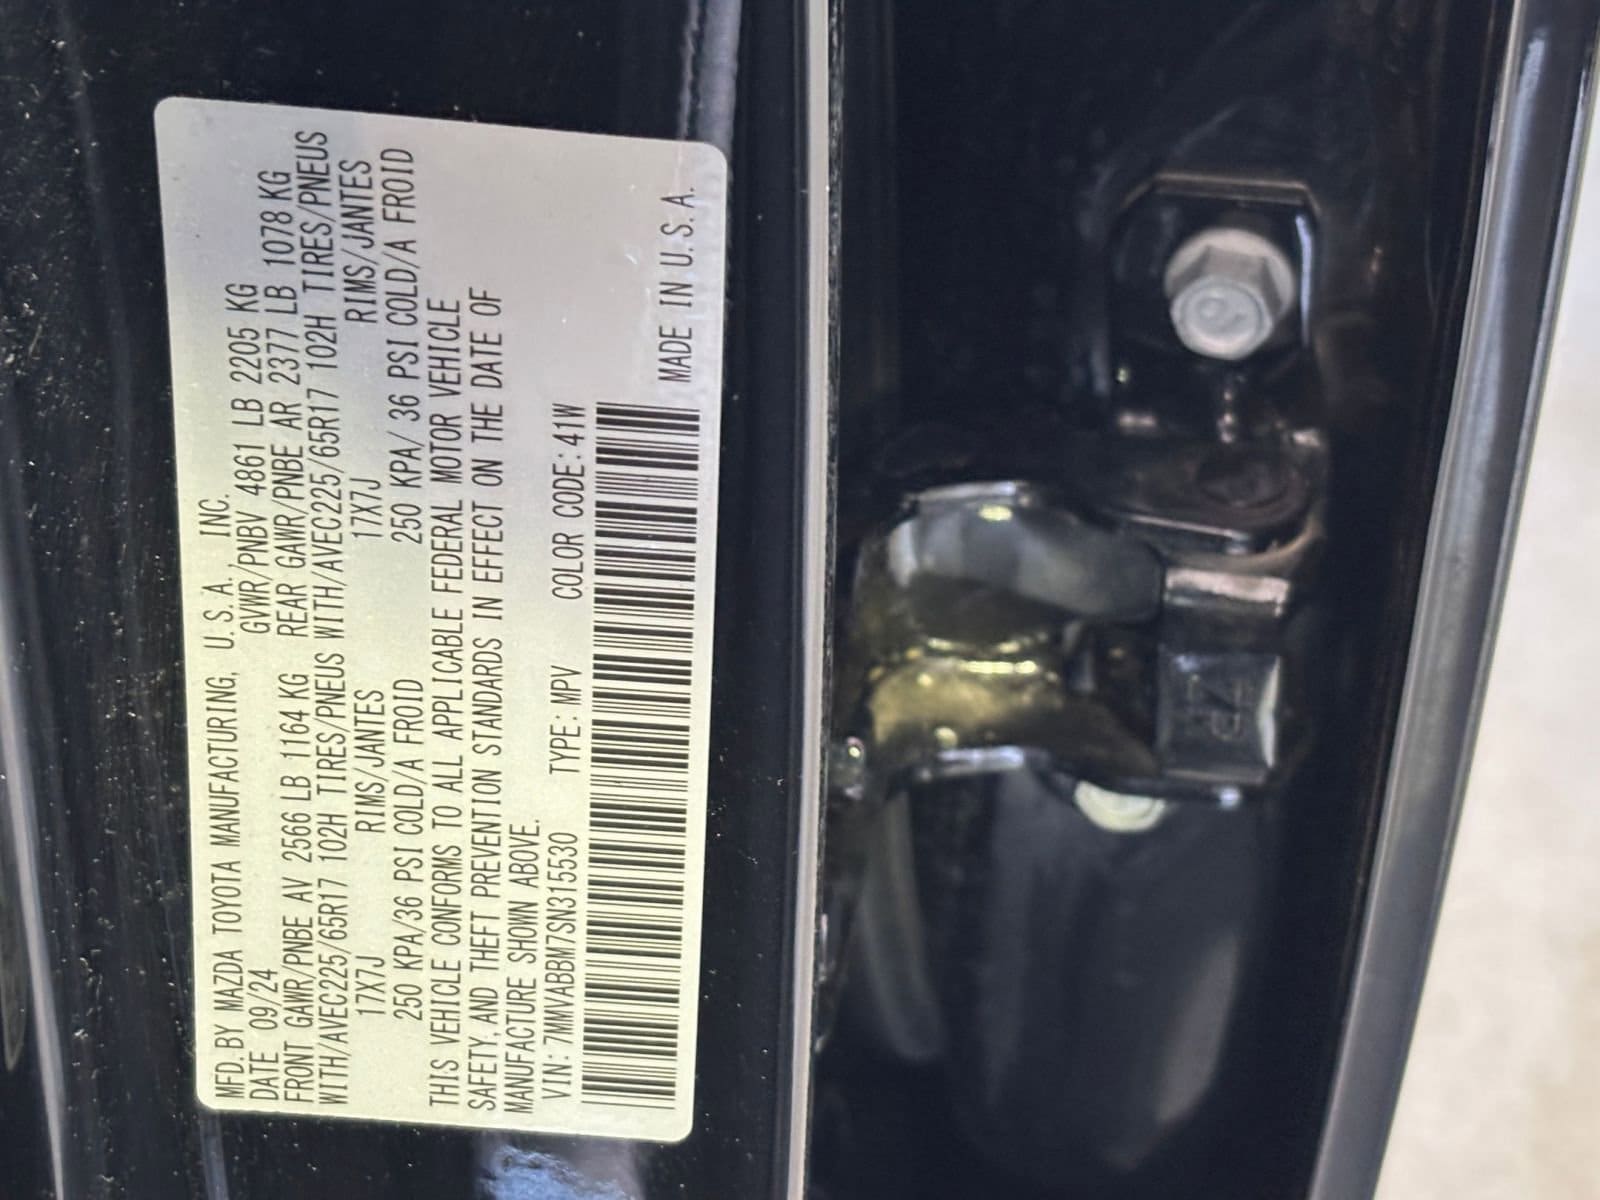 MFD. BY MAZDA TOYOTA MANUFACTURING, U.S.A. INC.
DATE 09/24 GVWR/PNBV 4861 LB 2205 KG
FRONT GAWR/PNBE AV 2566 LB 1164 KG REAR GAWR/PNBE AR 2377 LB 1078 KG
WITH/AVEC225/65R17 102H TIRES/PNEUS WITH/AVEC225/65R17 102H TIRES/PNEUS
17X7J RIMS/JANTES 17X7J RIMS/JANTES
250 KPA/36 PSI COLD/A FROID 250 KPA/ 36 PSI COLD/A FROID
THIS VEHICLE CONFORMS TO ALL APPLICABLE FEDERAL MOTOR VEHICLE
SAFETY, AND THEFT PREVENTION STANDARDS IN EFFECT ON THE DATE OF
MANUFACTURE SHOWN ABOVE.
VIN: 7MMVABBM7SN315530 TYPE: MPV COLOR CODE: 41W
MADE IN U.S.A.